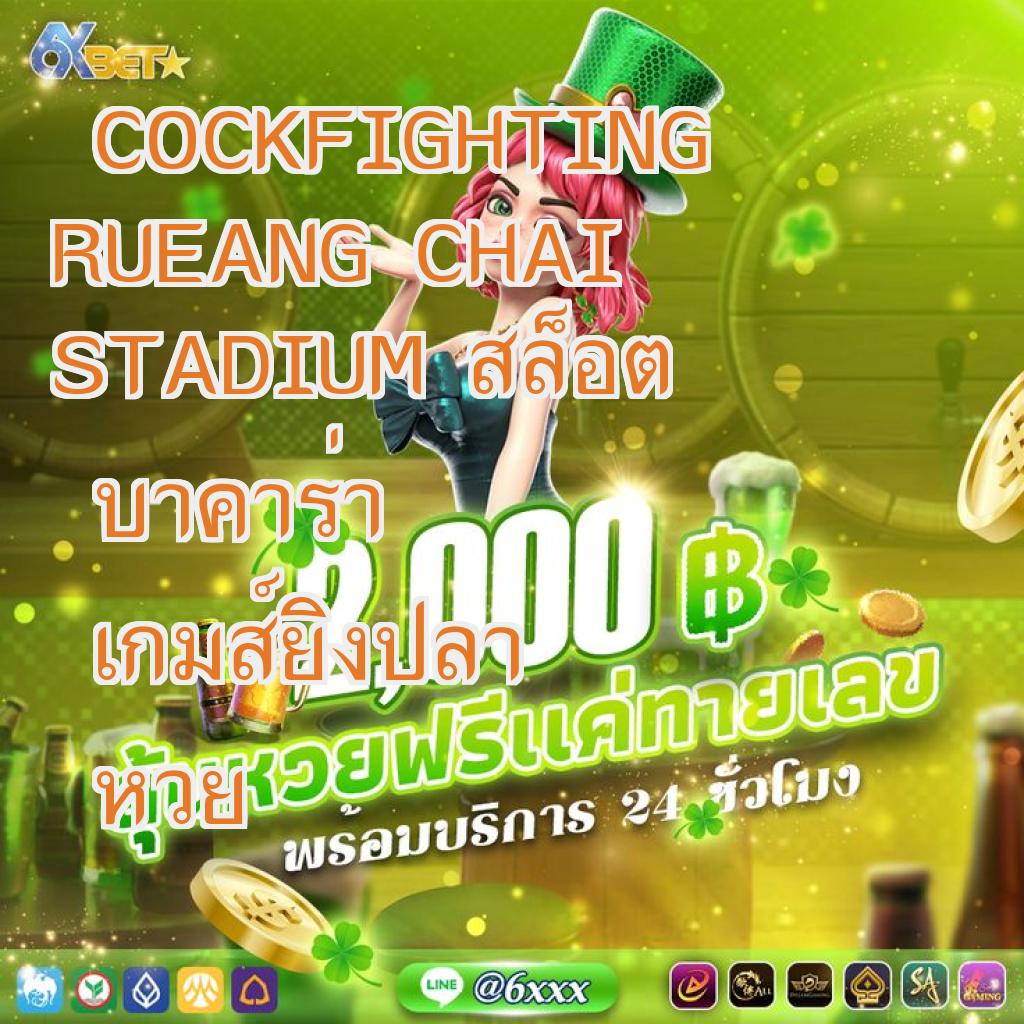 6XBET
COCKFIGHTING
RUEANG CHAI
STADIUM สล็อต
บาคาร่า
2,000 ฿
เกมส์ยิงปลา
หวยฟรีแค่ทายเลข
หวย
พร้อมบริการ 24 ชั่วโมง
LINE @6xxx
ALL
SA
GAMING